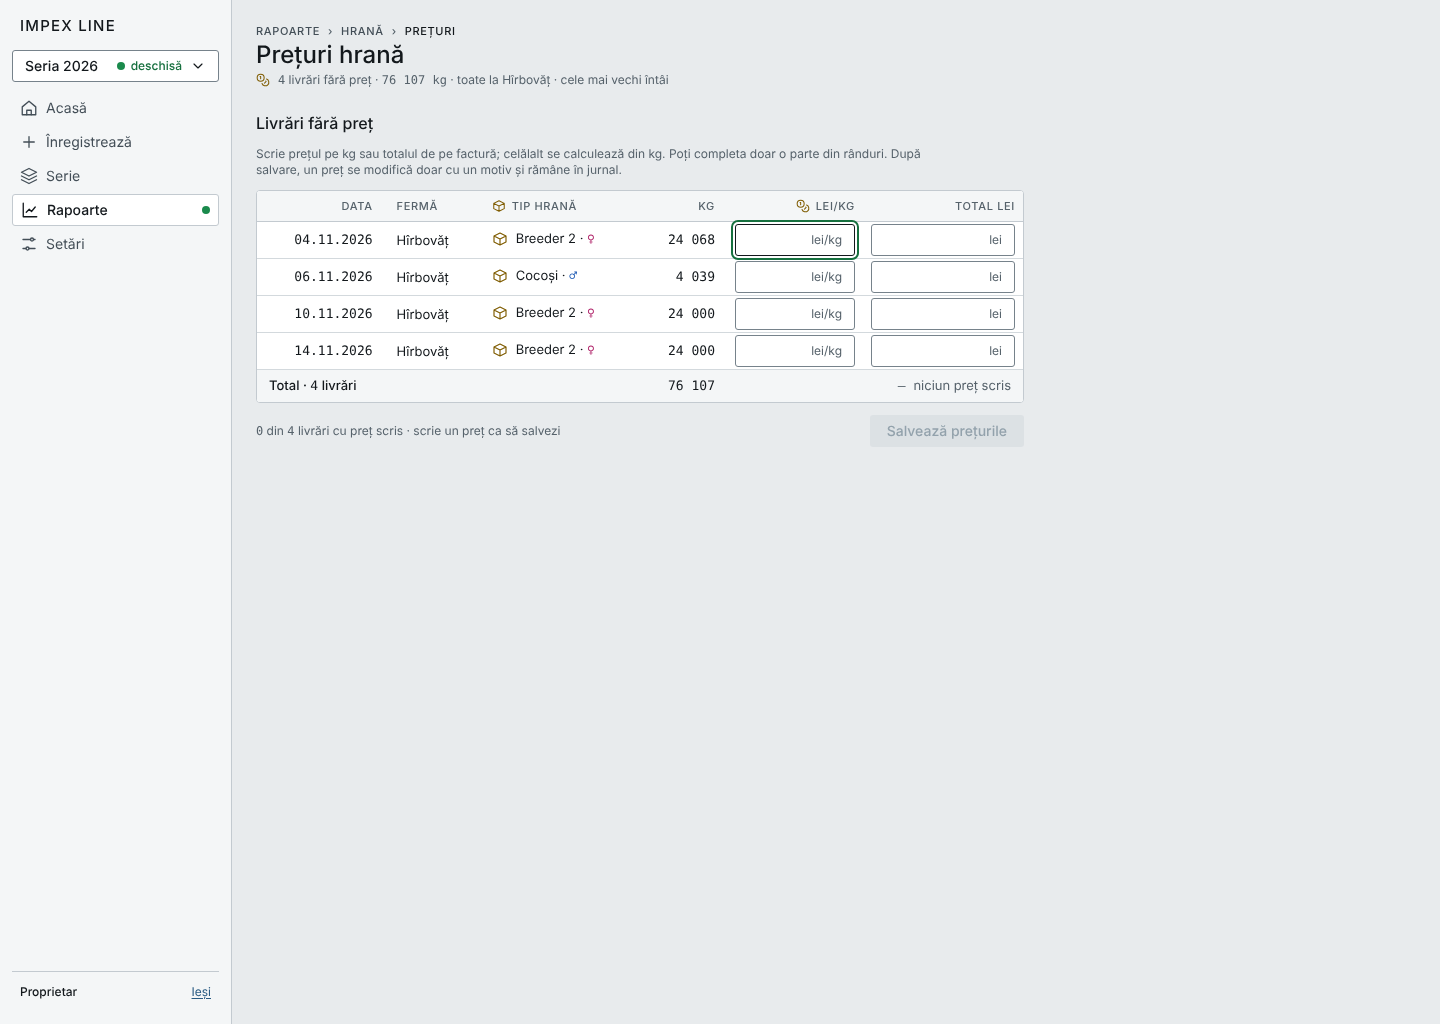 IMPEX LINE
Seria 2026 deschisă
Acasă
Înregistrează
Serie
Rapoarte
Setări
Proprietar Ieși
RAPOARTE › HRANĂ › PREȚURI
Prețuri hrană
4 livrări fără preț · 76 107 kg · toate la Hîrbovăț · cele mai vechi întâi
Livrări fără preț
Scrie prețul pe kg sau totalul de pe factură; celălalt se calculează din kg. Poți completa doar o parte din rânduri. După
salvare, un preț se modifică doar cu un motiv și rămâne în jurnal.
DATA FERMĂ TIP HRANĂ KG LEI/KG TOTAL LEI
04.11.2026 Hîrbovăț Breeder 2 · ♀ 24 068 lei/kg lei
06.11.2026 Hîrbovăț Cocoși · ♂ 4 039 lei/kg lei
10.11.2026 Hîrbovăț Breeder 2 · ♀ 24 000 lei/kg lei
14.11.2026 Hîrbovăț Breeder 2 · ♀ 24 000 lei/kg lei
Total · 4 livrări 76 107 — niciun preț scris
0 din 4 livrări cu preț scris · scrie un preț ca să salvezi Salvează prețurile